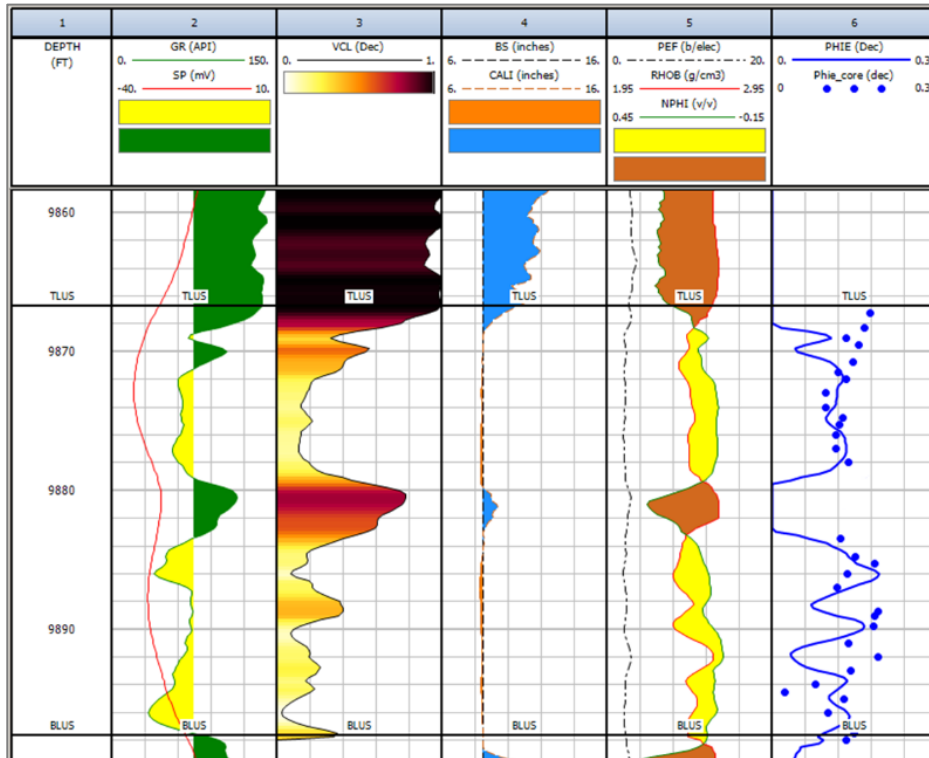 1 2 3 4 5 6
DEPTH GR (API) VCL (Dec) BS (inches) PEF (b/elec) PHIE (Dec)
(FT) 0. 150. 0. 1. 6. 16. 0. 20. 0. 0.3
SP (mV) CALI (inches) RHOB (g/cm3) Phie_core (dec)
-40. 10. 6. 16. 1.95 2.95 0 0.3
NPHI (v/v)
0.45 -0.15
9860
TLUS TLUS 3 TLUS TLUS TLUS
9870
9880
9890
BLUS BLUS 3 BLUS BLUS BLUS